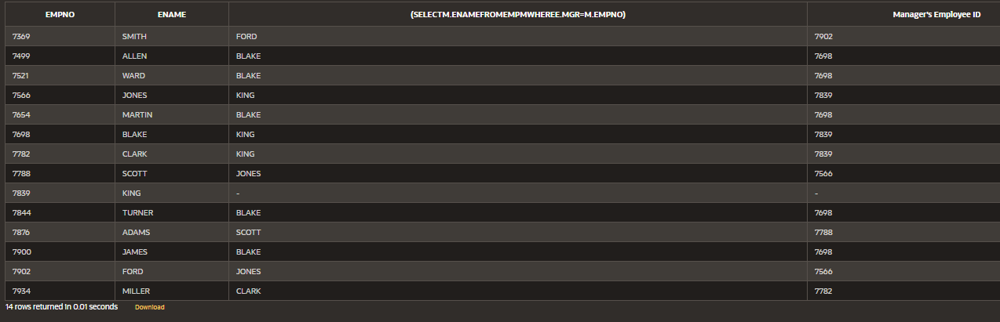 EMPNO ENAME (SELECTM.ENAMEFROMEMPMWHEREE.MGR=M.EMPNO) Manager's Employee ID
7369 SMITH FORD 7902
7499 ALLEN BLAKE 7698
7521 WARD BLAKE 7698
7566 JONES KING 7839
7654 MARTIN BLAKE 7698
7698 BLAKE KING 7839
7782 CLARK KING 7839
7788 SCOTT JONES 7566
7839 KING - -
7844 TURNER BLAKE 7698
7876 ADAMS SCOTT 7788
7900 JAMES BLAKE 7698
7902 FORD JONES 7566
7934 MILLER CLARK 7782
14 rows returned in 0.01 seconds Download